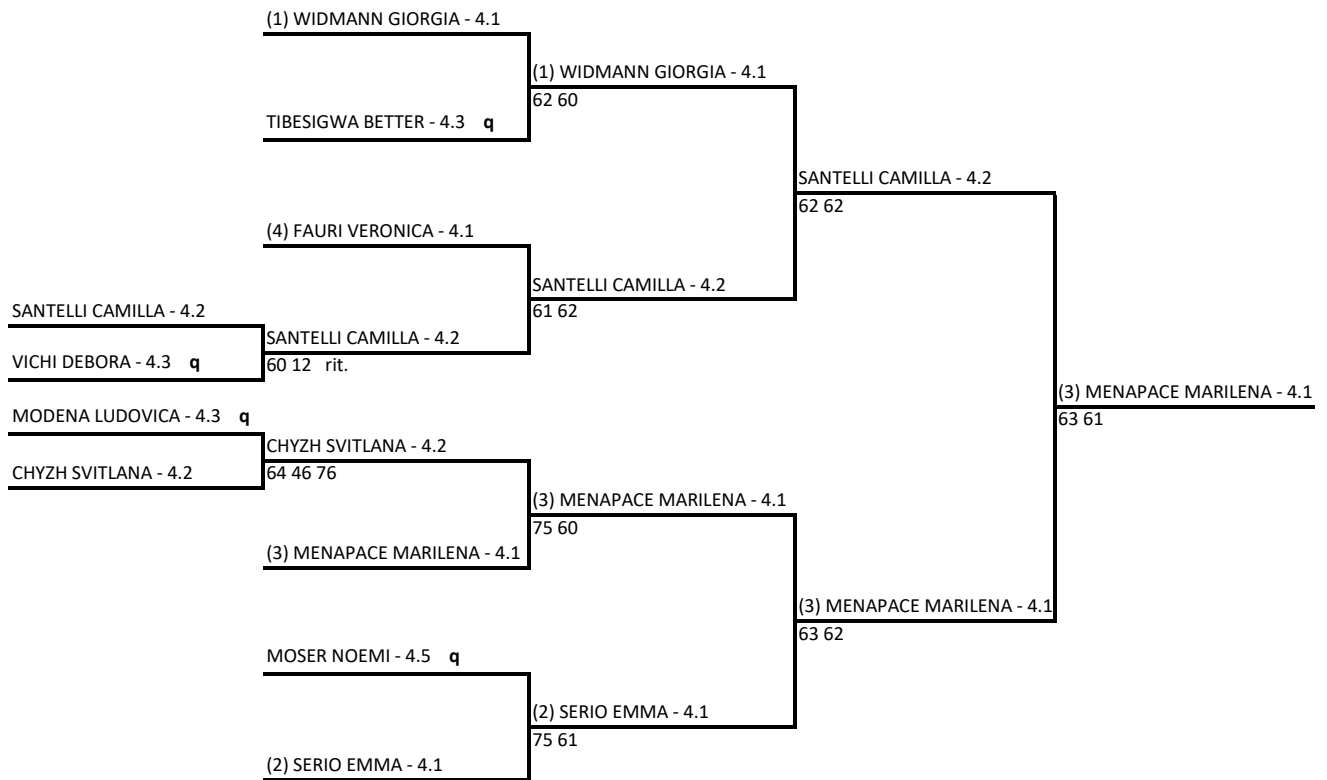 (1) WIDMANN GIORGIA - 4.1
(1) WIDMANN GIORGIA - 4.1
62 60
TIBESIGWA BETTER - 4.3 q
SANTELLI CAMILLA - 4.2
62 62
(4) FAURI VERONICA - 4.1
SANTELLI CAMILLA - 4.2
61 62
SANTELLI CAMILLA - 4.2
SANTELLI CAMILLA - 4.2
60 12 rit.
VICHI DEBORA - 4.3 q
(3) MENAPACE MARILENA - 4.1
63 61
MODENA LUDOVICA - 4.3 q
CHYZH SVITLANA - 4.2
64 46 76
CHYZH SVITLANA - 4.2
(3) MENAPACE MARILENA - 4.1
75 60
(3) MENAPACE MARILENA - 4.1
(3) MENAPACE MARILENA - 4.1
63 62
MOSER NOEMI - 4.5 q
(2) SERIO EMMA - 4.1
75 61
(2) SERIO EMMA - 4.1